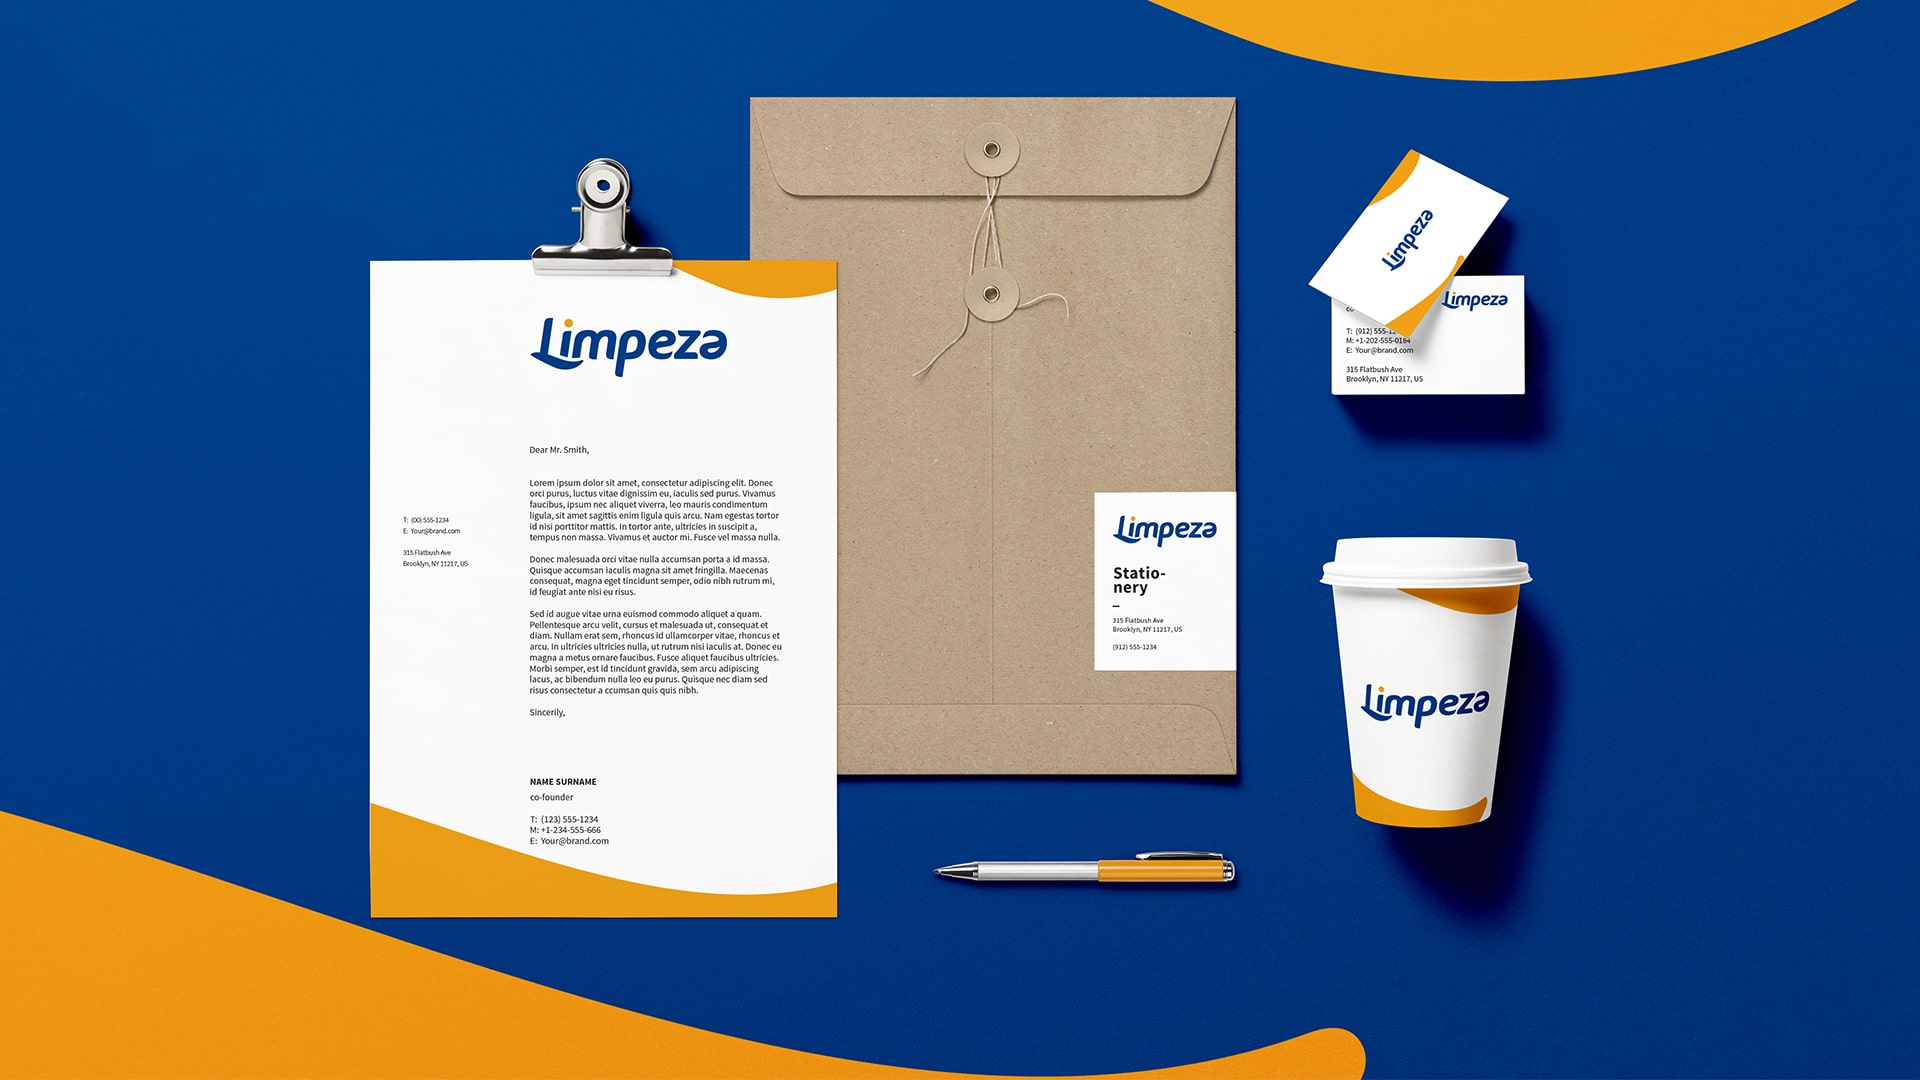 Limpeza
Dear Mr. Smith,
Lorem ipsum dolor sit amet, consectetur adipiscing elit. Donec
orci purus, luctus vitae dignissim eu, iaculis sed purus. Vivamus
faucibus, ipsum nec aliquet viverra, leo mauris condimentum
ligula, sit amet sagittis enim ligula quis arcu. Nam egestas tortor
id nisi porttitor mattis. In tortor ante, ultricies in suscipit a,
tempus non massa. Vivamus et auctor mi. Fusce vel massa nulla.
Donec malesuada orci vitae nulla accumsan porta a id massa.
Quisque accumsan iaculis magna sit amet fringilla. Maecenas
consequat, magna eget tincidunt semper, odio nibh rutrum mi,
id feugiat ante nisi eu risus.
Sed id augue vitae urna euismod commodo aliquet a quam.
Pellentesque arcu velit, cursus et malesuada ut, consequat et
diam. Nullam erat sem, rhoncus id ullamcorper vitae, rhoncus et
arcu. In ultricies ultricies nulla, ut rutrum nisi iaculis at. Donec eu
magna a metus ornare faucibus. Fusce aliquet faucibus ultricies.
Morbi semper, est id tincidunt gravida, sem arcu adipiscing
lacus, ac bibendum nulla leo eu purus. Quisque nec diam sed
risus consectetur a ccumsan quis quis nibh.
Sincerily,
NAME SURNAME
co-founder
T: (123) 555-1234
M: +1-234-555-666
E: Your@brand.com
T: (00) 555-1234
E: Your@brand.com
315 Flatbush Ave
Brooklyn, NY 11217, US
Limpeza
Statio-
nery
315 Flatbush Ave
Brooklyn, NY 11217, US
(912) 555-1234
Limpeza
Limpeza
co
T: (912) 555-12
M: +1-202-555-0184
E: Your@brand.com
315 Flatbush Ave
Brooklyn, NY 11217, US
Limpeza